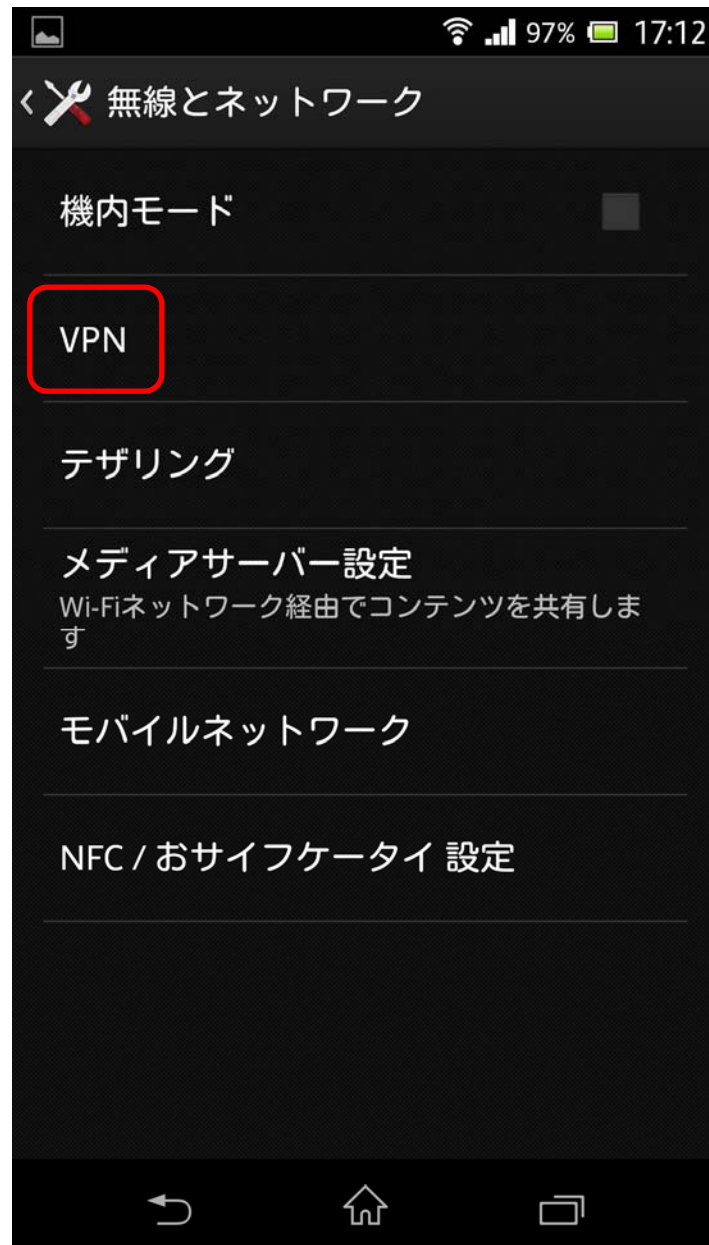 97% 17:12
無線とネットワーク
機内モード
VPN
テザリング
メディアサーバー設定
Wi-Fiネットワーク経由でコンテンツを共有しま
す
モバイルネットワーク
NFC / おサイフケータイ 設定